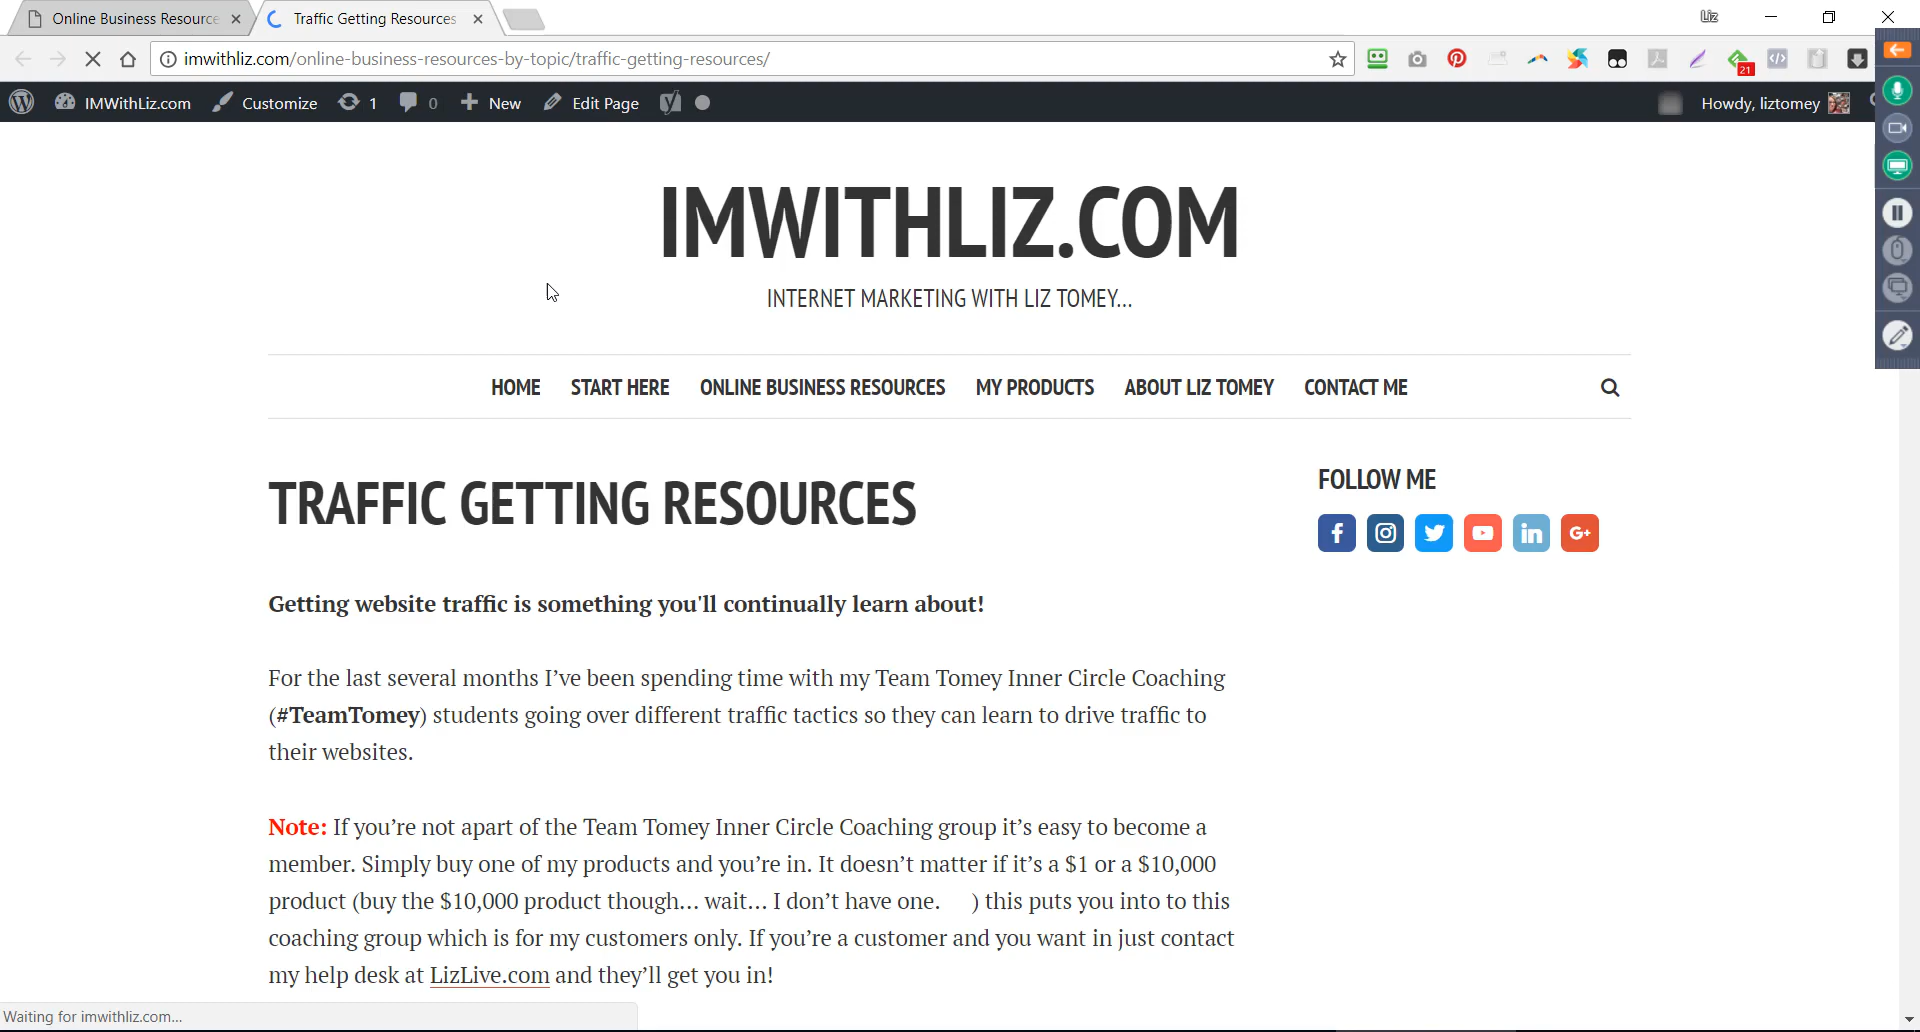 Online Business Resource
Traffic Getting Resources
Liz
imwithliz.com/online-business-resources-by-topic/traffic-getting-resources/
21
IMWithLiz.com Customize 1 0 New Edit Page Howdy, liztomey
IMWITHLIZ.COM
INTERNET MARKETING WITH LIZ TOMEY...
HOME START HERE ONLINE BUSINESS RESOURCES MY PRODUCTS ABOUT LIZ TOMEY CONTACT ME
TRAFFIC GETTING RESOURCES
FOLLOW ME
Getting website traffic is something you'll continually learn about!
For the last several months I've been spending time with my Team Tomey Inner Circle Coaching
(#TeamTomey) students going over different traffic tactics so they can learn to drive traffic to
their websites.
Note: If you're not apart of the Team Tomey Inner Circle Coaching group it's easy to become a
member. Simply buy one of my products and you're in. It doesn't matter if it's a $1 or a $10,000
product (buy the $10,000 product though... wait... I don't have one. ) this puts you into to this
coaching group which is for my customers only. If you're a customer and you want in just contact
my help desk at LizLive.com and they'll get you in!
Waiting for imwithliz.com...